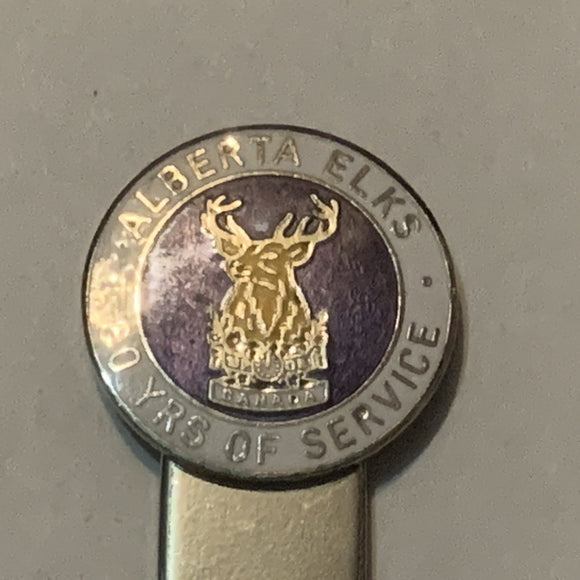 ALBERTA ELKS
YRS OF SERVICE
CANADA